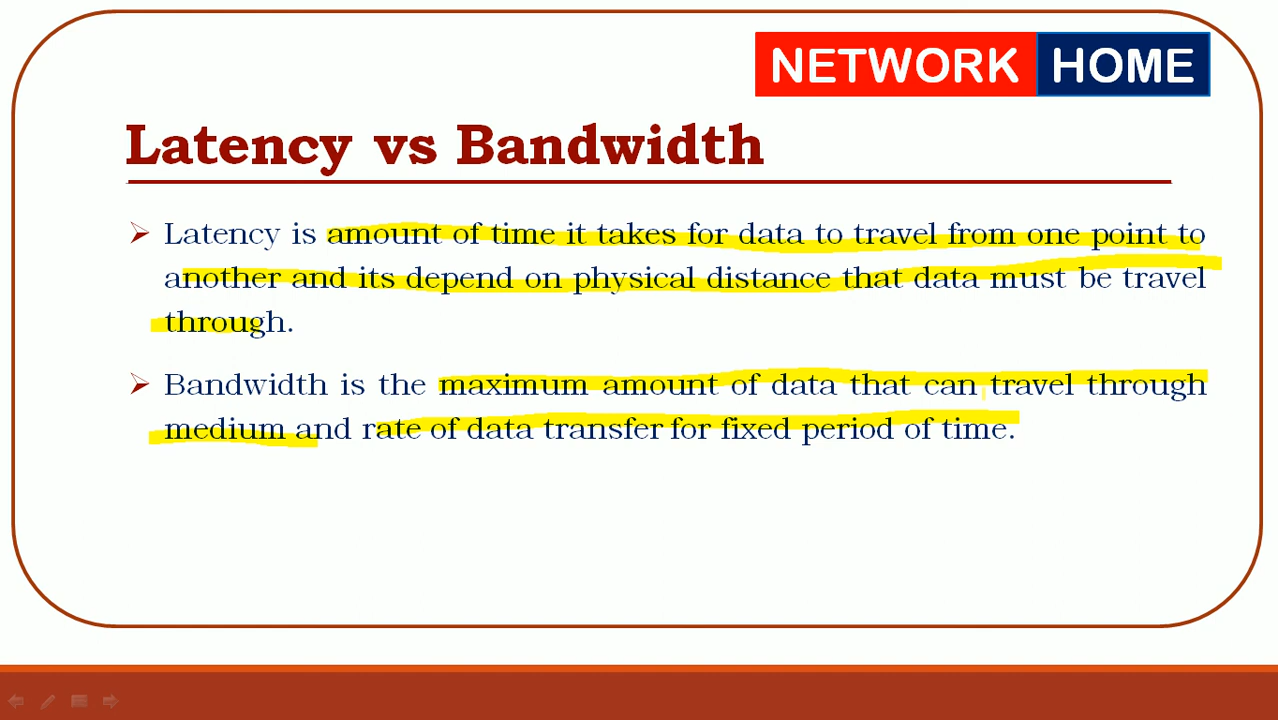 NETWORK HOME
Latency vs Bandwidth
Latency is amount of time it takes for data to travel from one point to
another and its depend on physical distance that data must be travel
through.
Bandwidth is the maximum amount of data that can travel through
medium and rate of data transfer for fixed period of time.